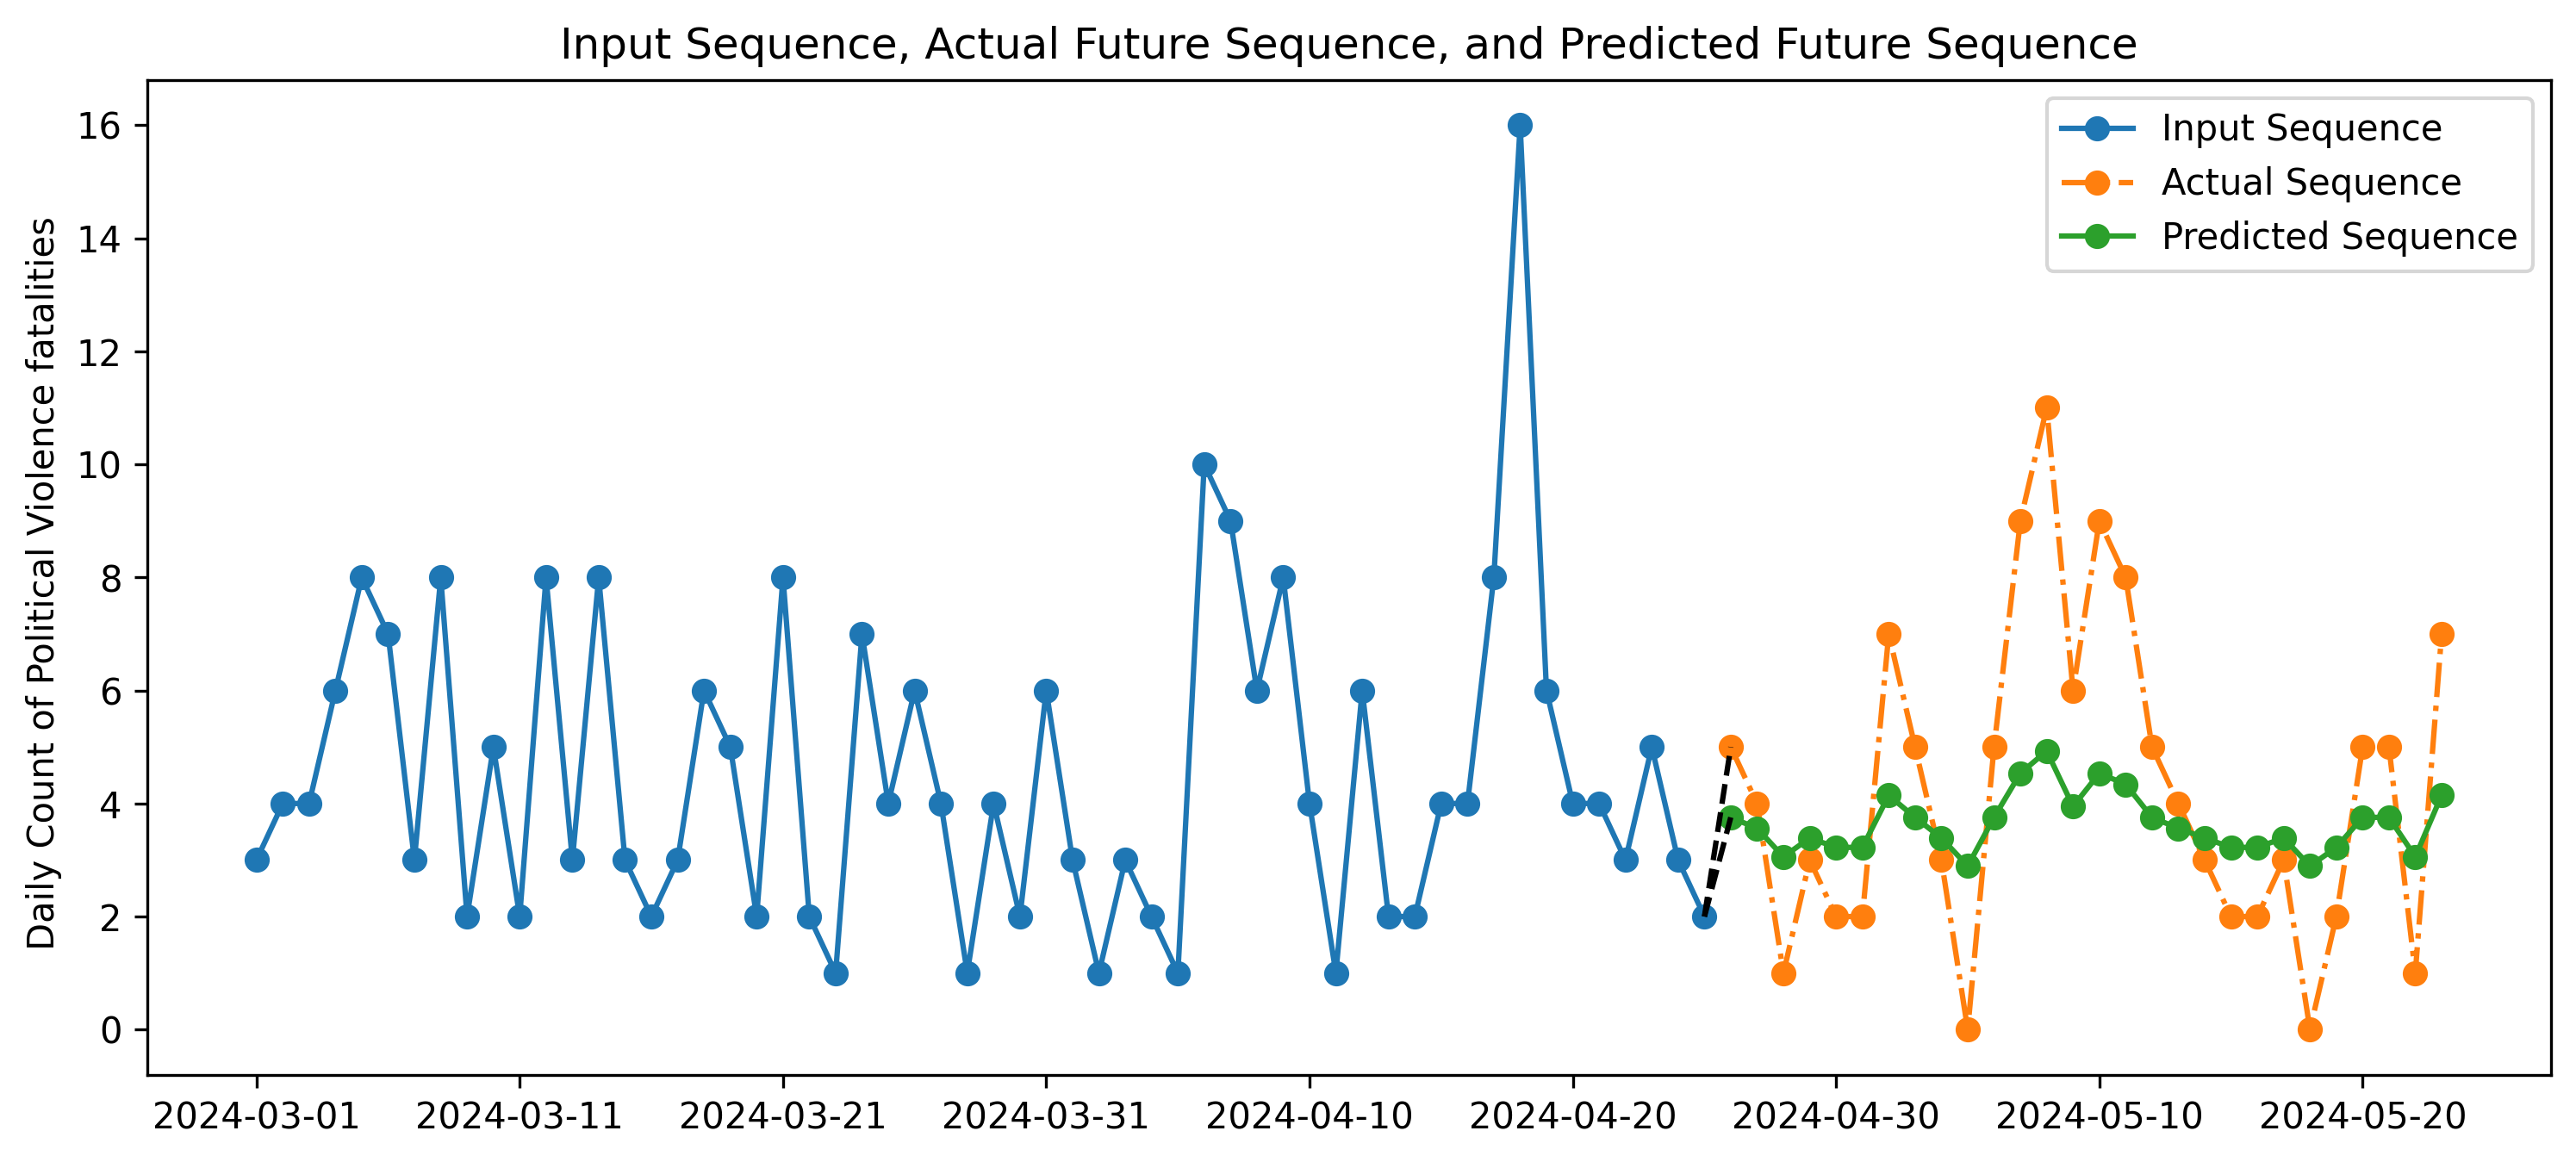 Input Sequence, Actual Future Sequence, and Predicted Future Sequence
Daily Count of Political Violence fatalities
16
14
12
10
8
6
4
2
0
Input Sequence
Actual Sequence
Predicted Sequence
2024-03-01 2024-03-11 2024-03-21 2024-03-31 2024-04-10 2024-04-20 2024-04-30 2024-05-10 2024-05-20